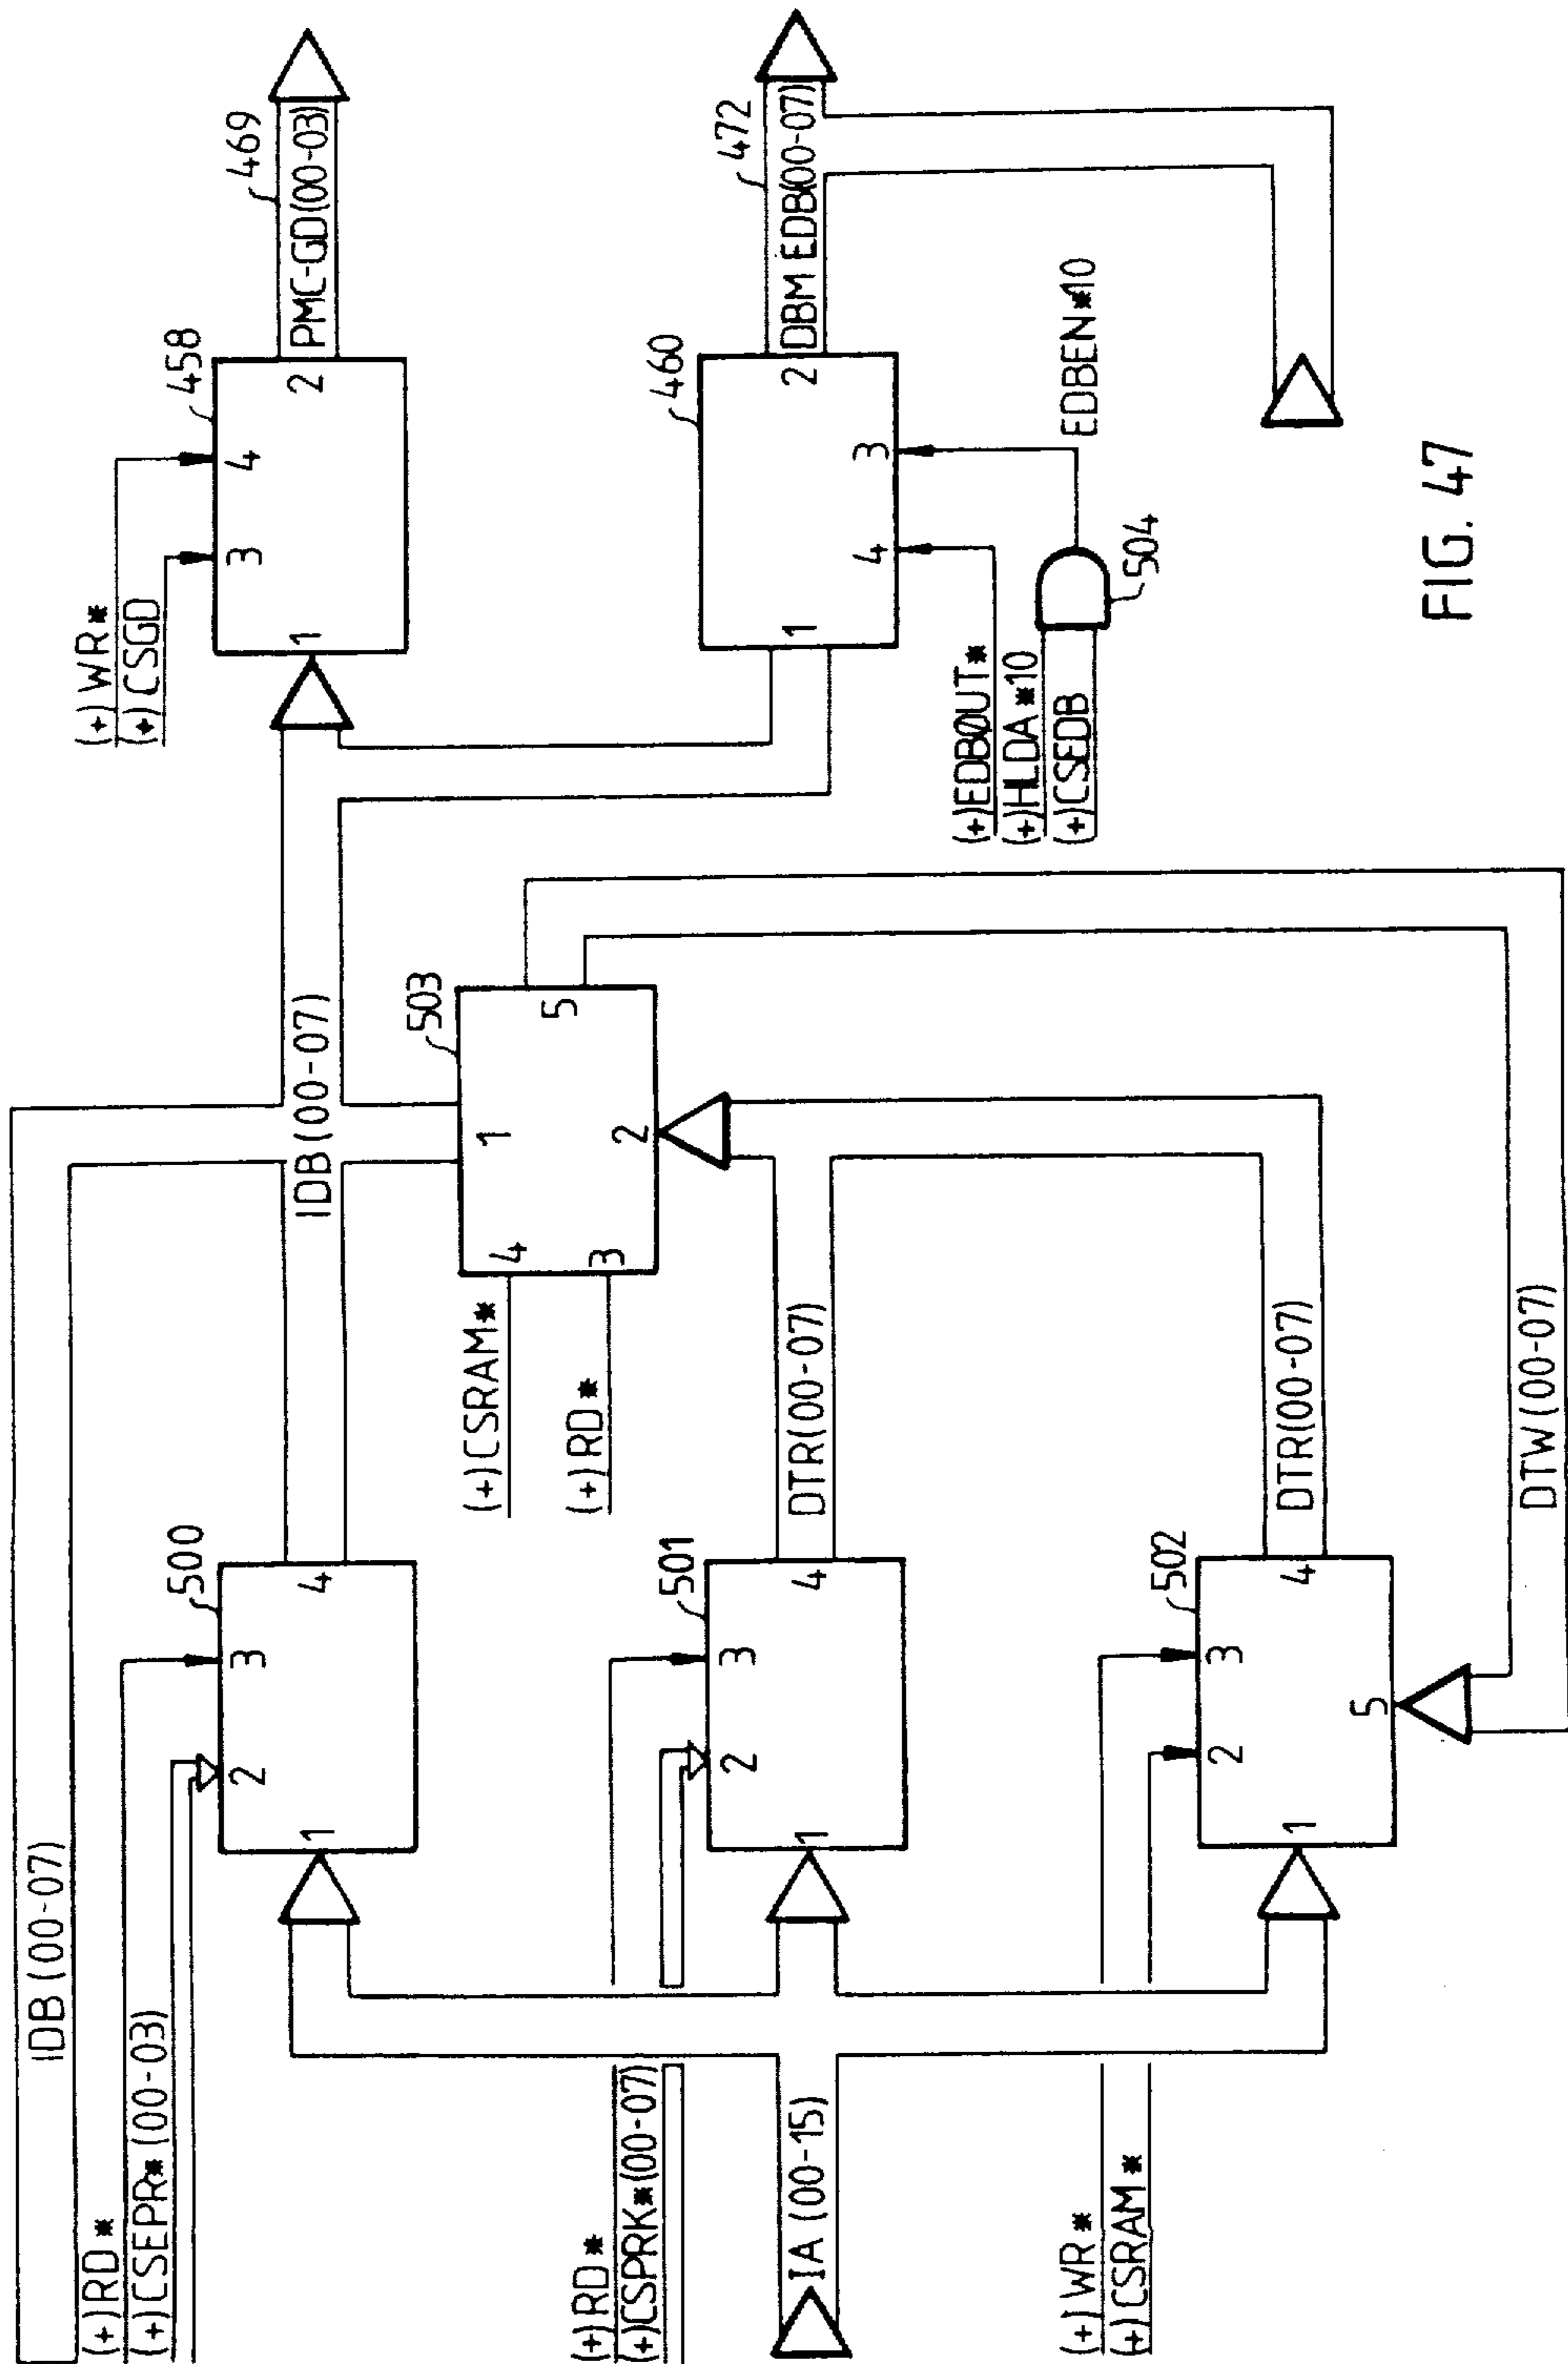 IDB (00-07)
(+) RD *
(+) CSEPR* (00-03)
500
1
2
3
4
IDB (00-07)
(+) WR *
(+) CSGD
458
1
3
4
2
PMC-GD (00-03)
469
(+) CSRAM *
(+) RD *
503
4
3
1
2
5
(+) RD *
(+) CSPRK * (00-07)
501
1
2
3
4
DTR (00-07)
IA (00-15)
460
1
4
3
2
DBM EDB (00-07)
472
(+) EDBØUT *
(+) HLDA *10
(+) CSEDB
504
EDBEN *10
(+) WR *
(+) CSRAM *
502
1
2
3
4
5
DTR (00-07)
DTW (00-07)
FIG. 47